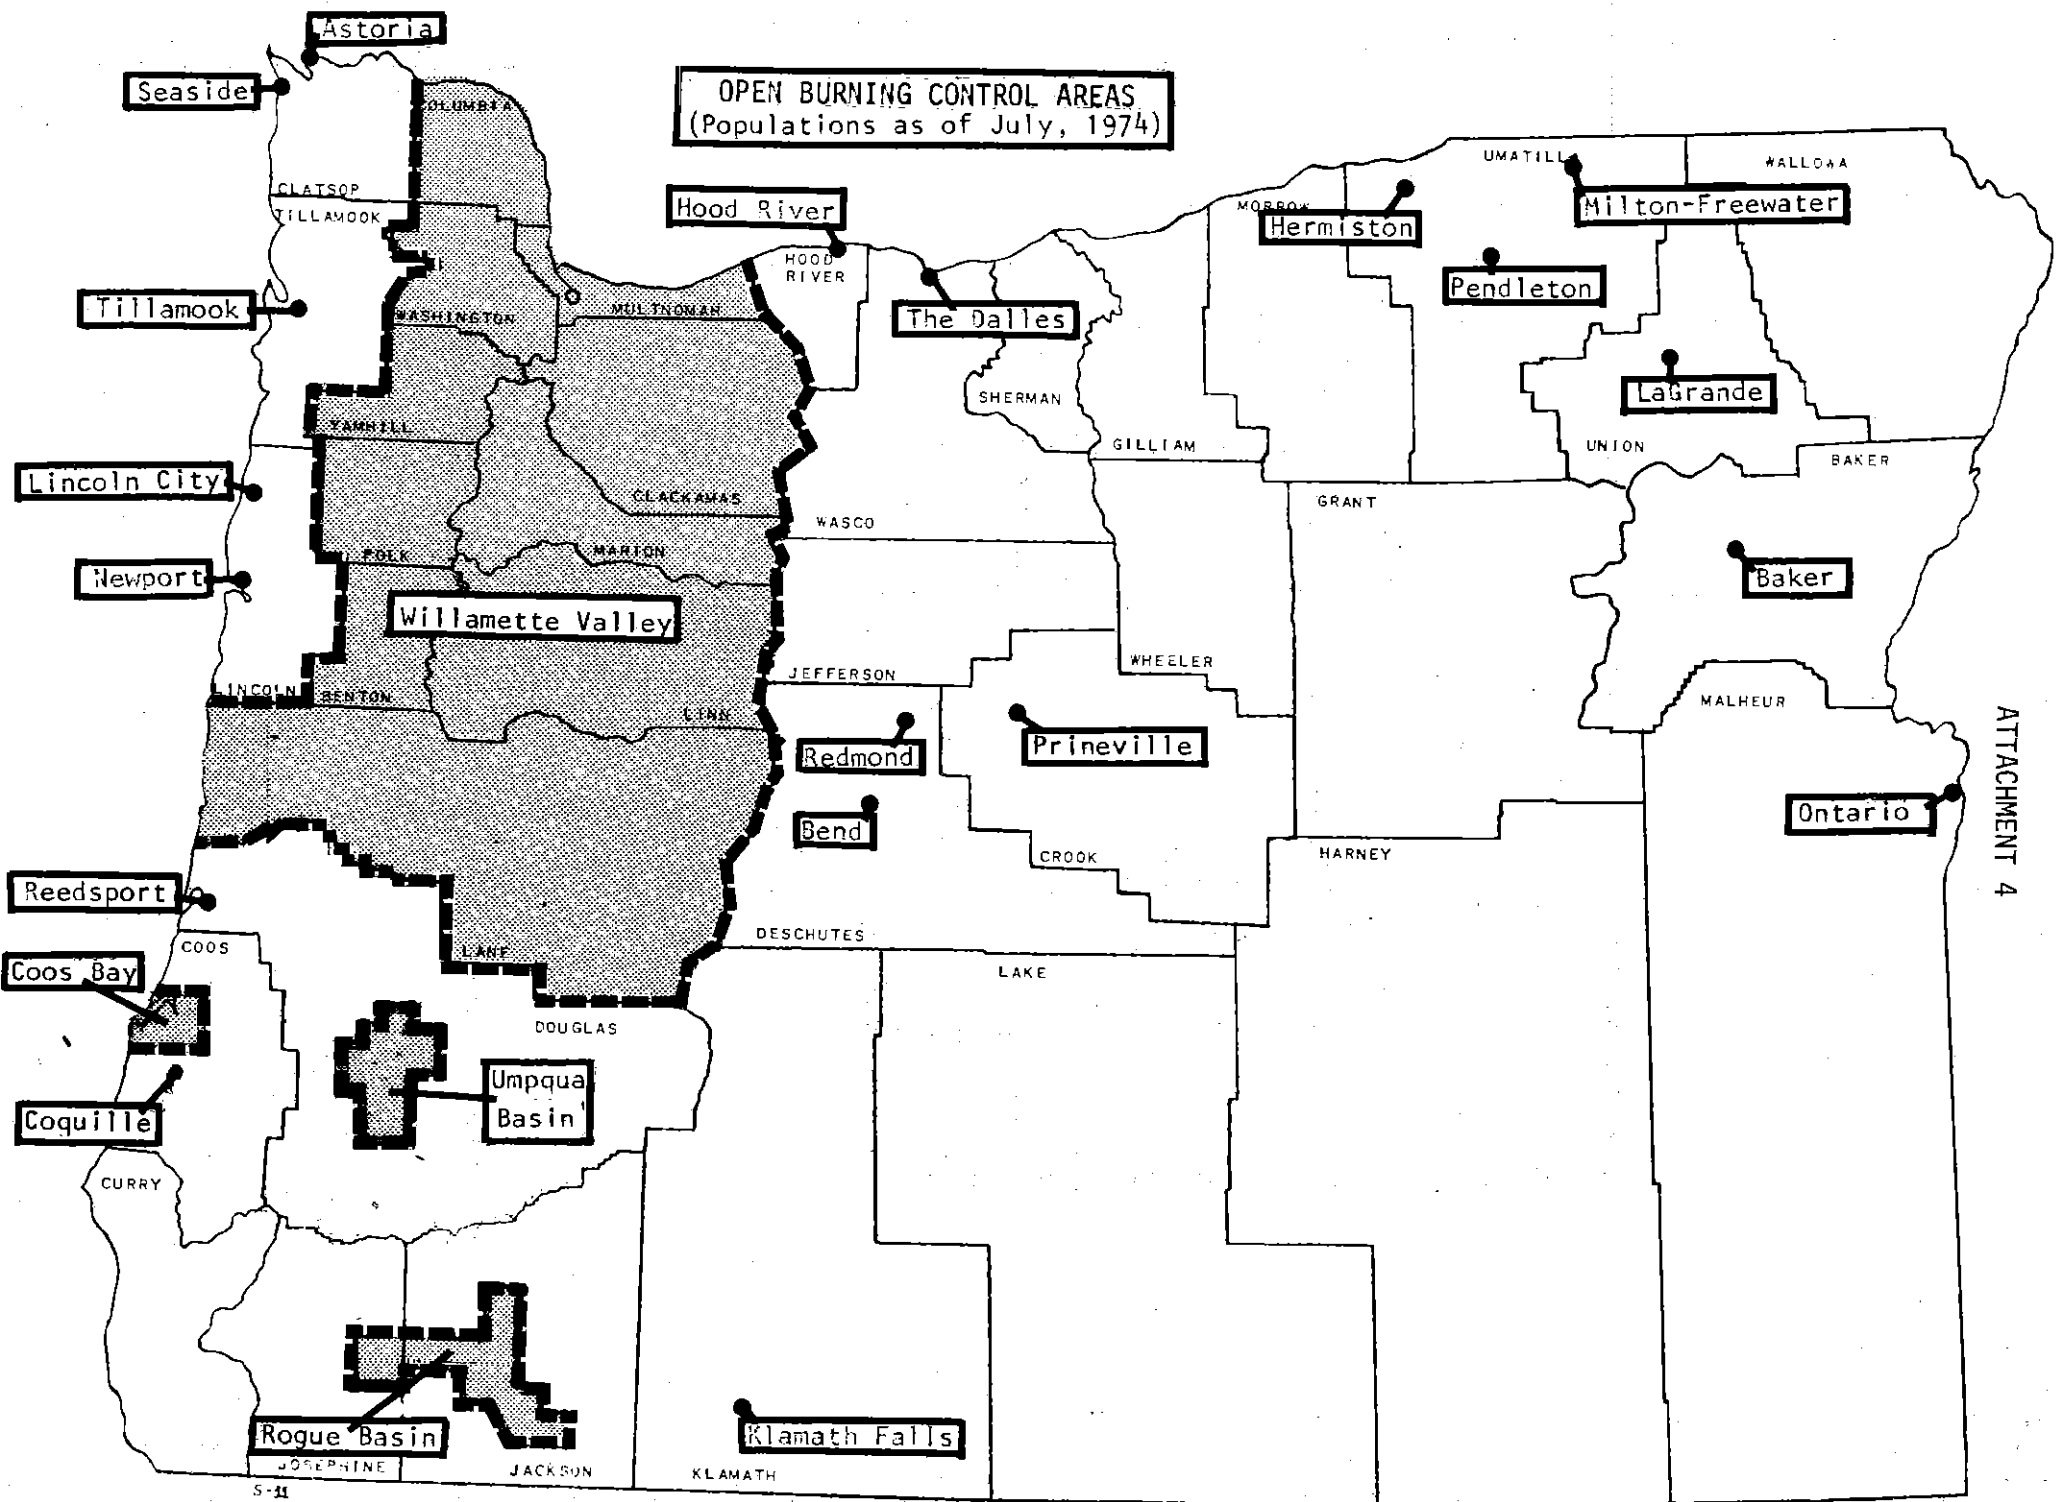 Astoria
Seaside
OPEN BURNING CONTROL AREAS
(Populations as of July, 1974)
OLUMBIA
CLATSOP
TILLAMOOK
Hood River
HOOD
RIVER
MORROW
Hermiston
UMATILL
WALLOWA
Milton-Freewater
Pendleton
Tillamook
WASHINGTON
MULTNOMAH
The Dalles
LaGrande
SHERMAN
YAMHILL
GILLIAM
UNION
BAKER
Lincoln City
CLACKAMAS
WASCO
GRANT
POLK
MARION
Newport
Baker
Willamette Valley
JEFFERSON
WHEELER
LINCOLN
BENTON
LINN
MALHEUR
Redmond
Prineville
Bend
Ontario
ATTACHMENT 4
CROOK
HARNEY
Reedsport
COOS
LANE
DESCHUTES
LAKE
Coos Bay
DOUGLAS
Umpqua
Basin
Coquille
CURRY
Rogue Basin
Klamath Falls
JOSEPHINE
JACKSON
KLAMATH
S-11